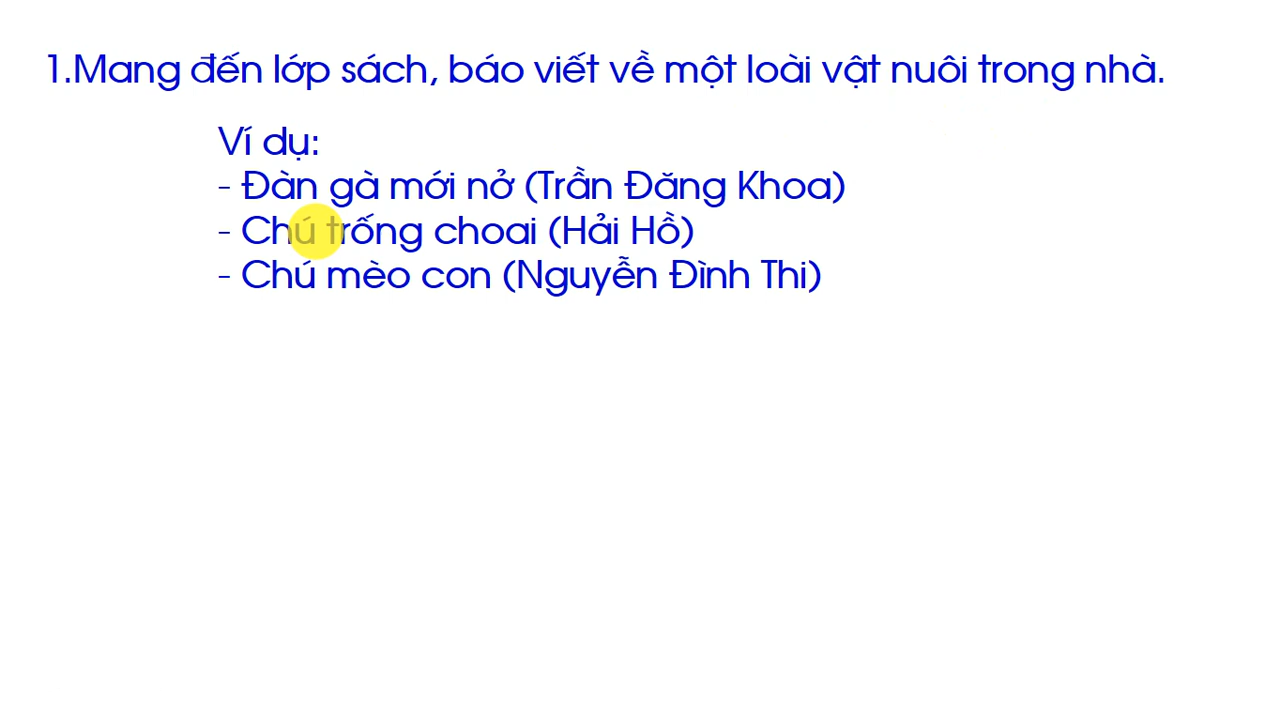 1.Mang đến lớp sách, báo viết về một loài vật nuôi trong nhà.
Ví dụ:
- Đàn gà mới nở (Trần Đăng Khoa)
- Chú trống choai (Hải Hồ)
- Chú mèo con (Nguyễn Đình Thi)